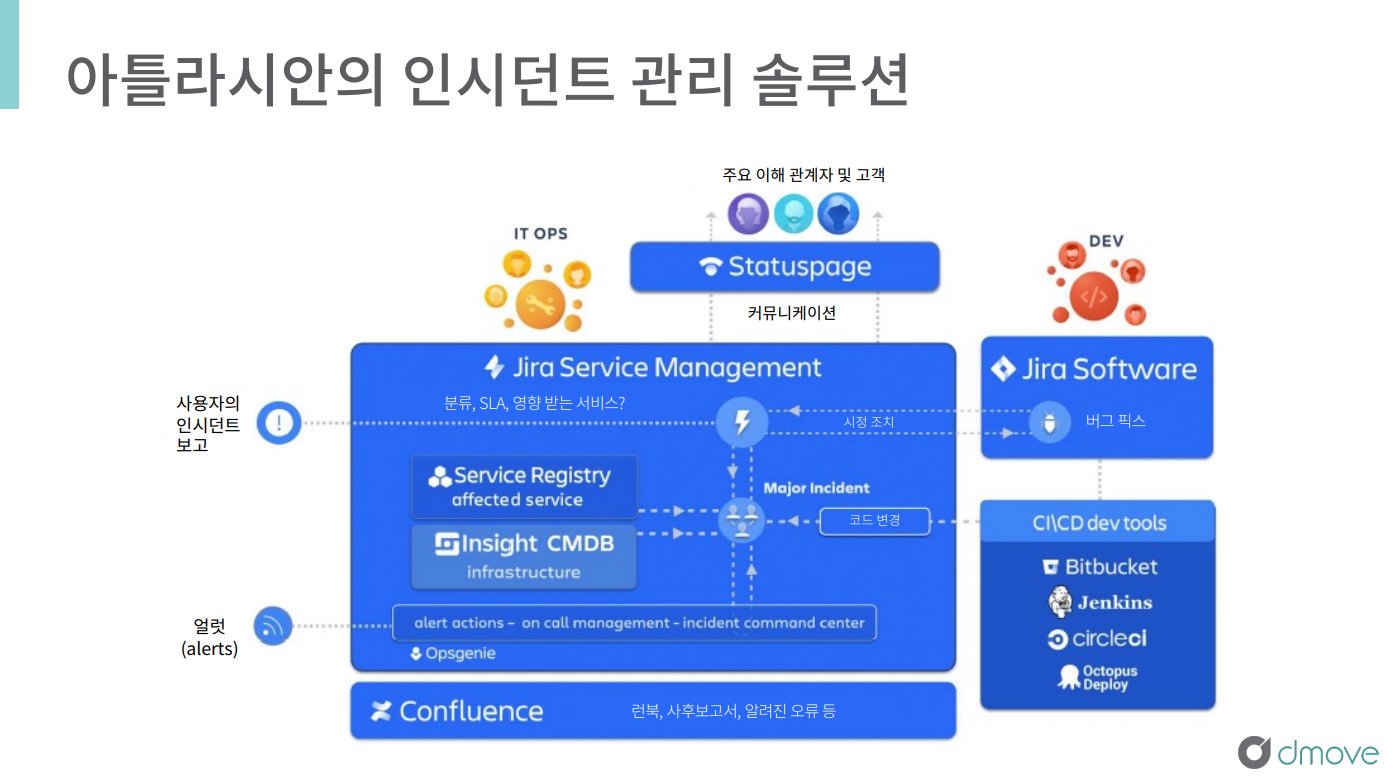 아틀라시안의 인시던트 관리 솔루션
주요 이해 관계자 및 고객
IT OPS
Statuspage
DEV
커뮤니케이션
Jira Service Management
Jira Software
사용자의
인시던트
보고
분류, SLA, 영향 받는 서비스?
시정 조치
버그 픽스
Service Registry
affected service
Major Incident
코드 변경
CI\CD dev tools
Insight CMDB
infrastructure
Bitbucket
Jenkins
circleci
Octopus
Deploy
얼럿
(alerts)
alert actions - on call management - incident command center
Opsgenie
Confluence
런북, 사후보고서, 알려진 오류 등
dmove